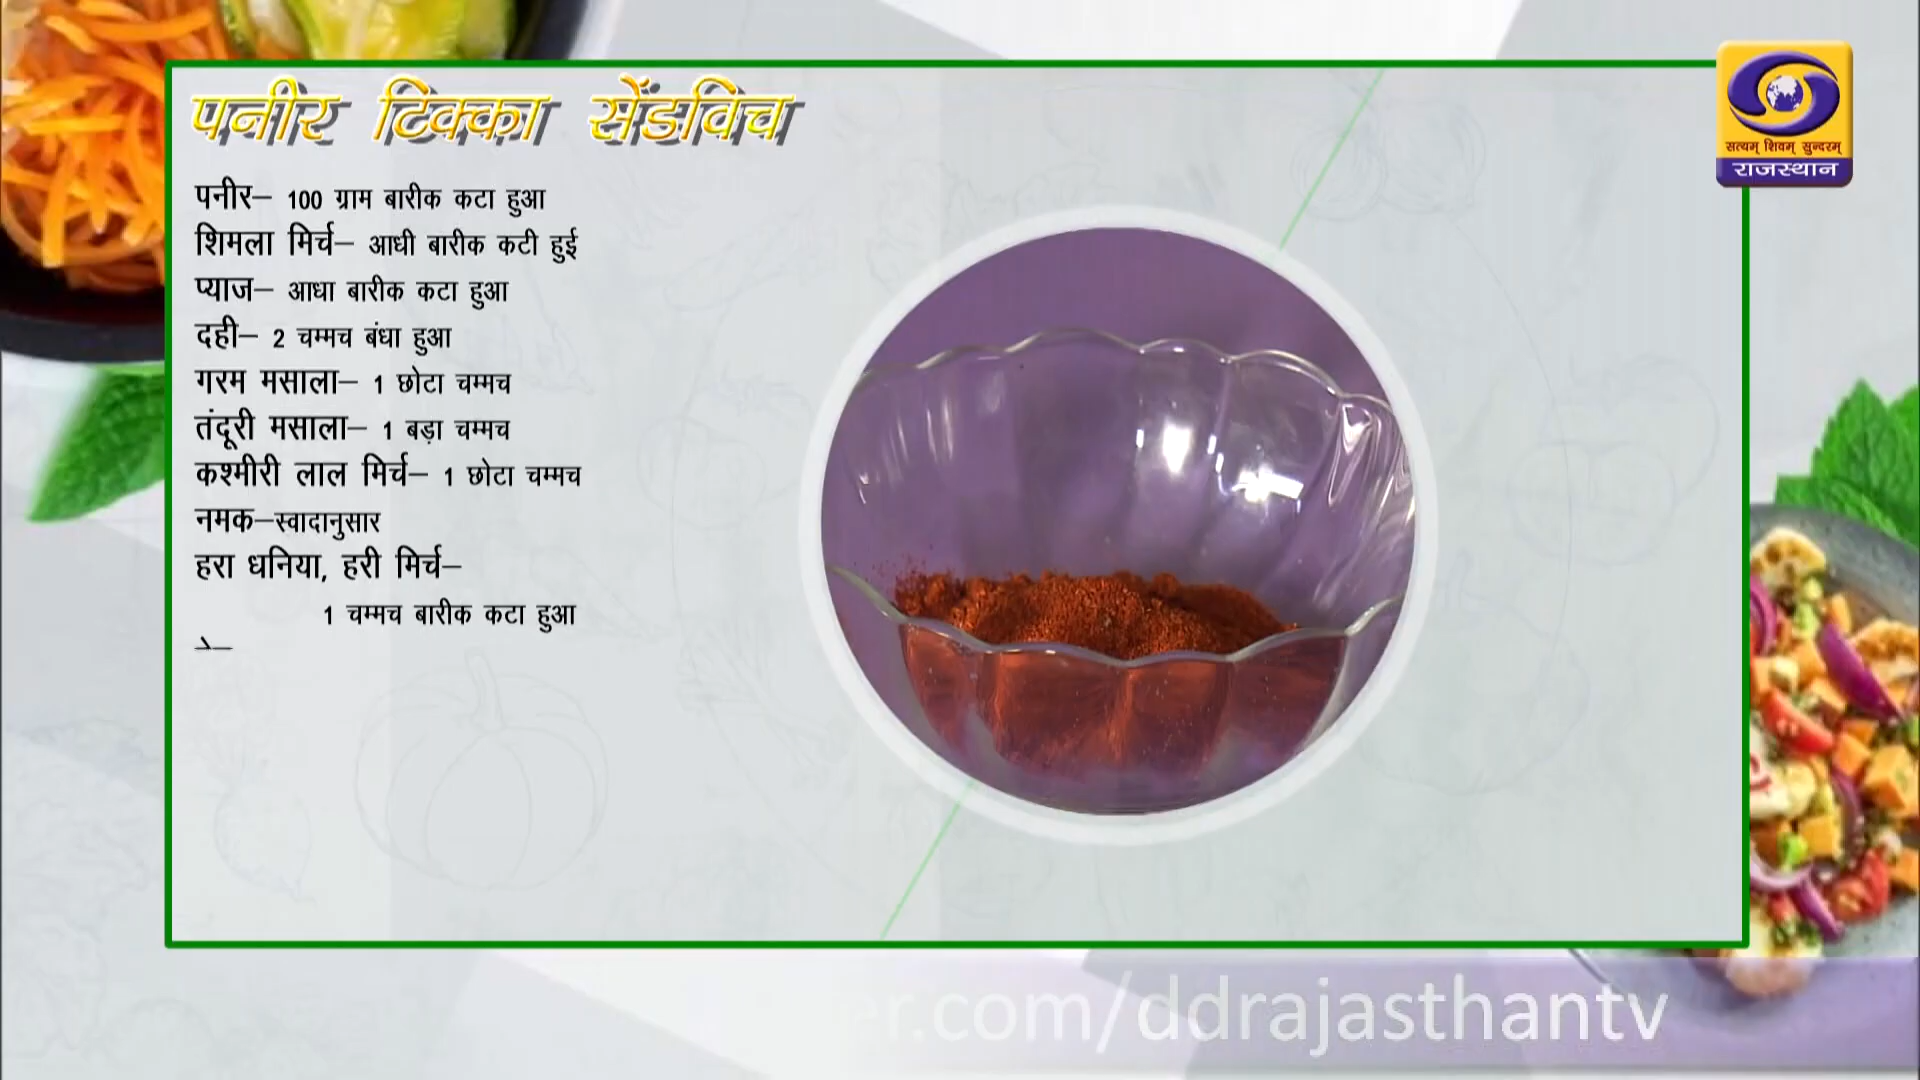 पनीर टिक्का सेंडविच
पनीर– 100 ग्राम बारीक कटा हुआ
शिमला मिर्च– आधी बारीक कटी हुई
प्याज– आधा बारीक कटा हुआ
दही– 2 चम्मच बंधा हुआ
गरम मसाला– 1 छोटा चम्मच
तंदूरी मसाला– 1 बड़ा चम्मच
कश्मीरी लाल मिर्च– 1 छोटा चम्मच
नमक–स्वादानुसार
हरा धनिया, हरी मिर्च–
1 चम्मच बारीक कटा हुआ
सत्यम् शिवम् सुन्दरम्
राजस्थान
er.com/ddrajasthantv